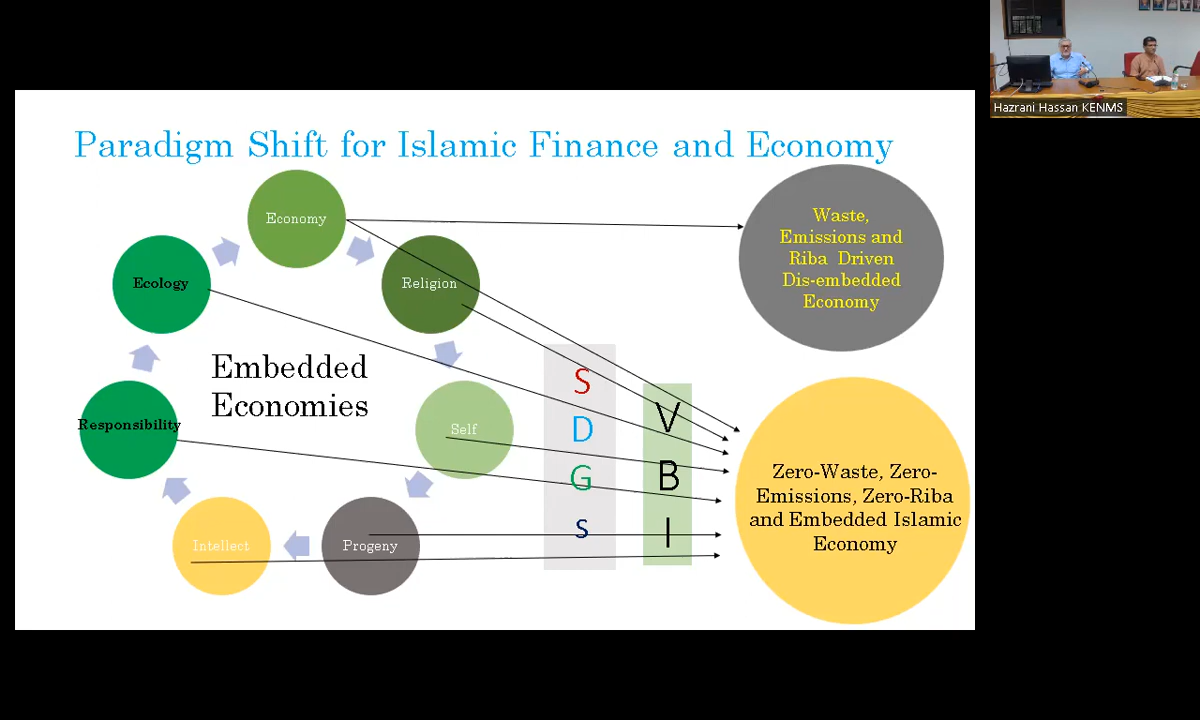 Hazrani Hassan KENMS
Paradigm Shift for Islamic Finance and Economy
Economy
Religion
Self
Progeny
Intellect
Responsibility
Ecology
Embedded
Economies
S
D
G
s
V
B
I
Waste,
Emissions and
Riba Driven
Dis-embedded
Economy
Zero-Waste, Zero-
Emissions, Zero-Riba
and Embedded Islamic
Economy